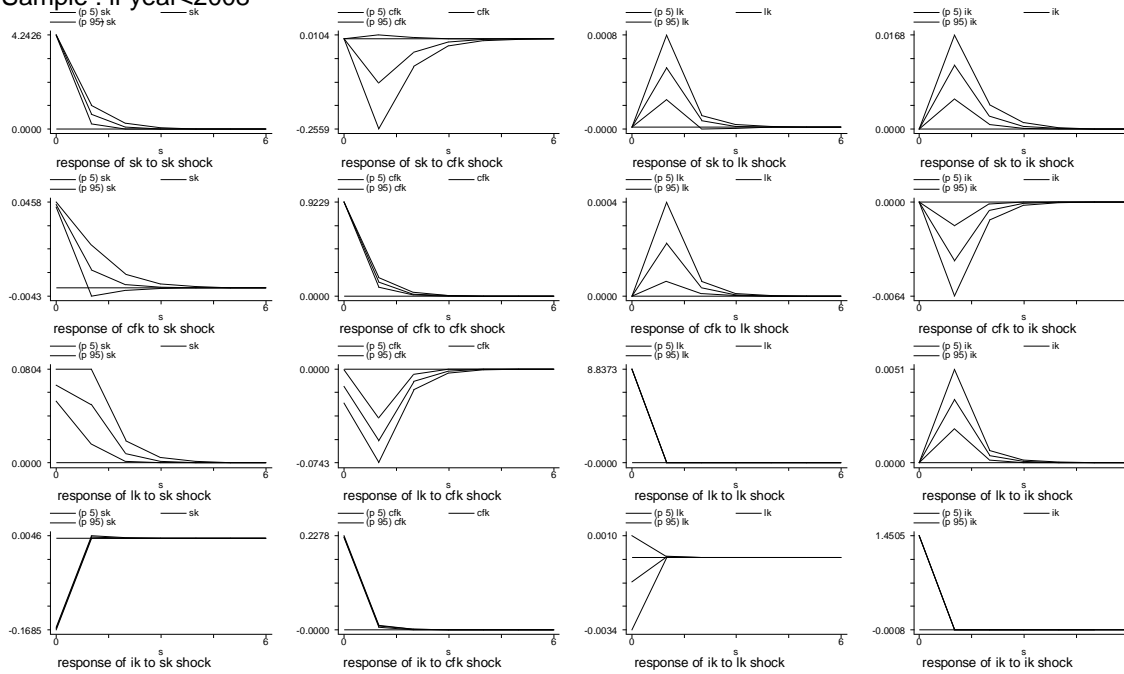 Sample : if year<2008
(p 5) sk sk
(p 95) sk
4.2426
0.0000
0 6
s
response of sk to sk shock
(p 5) cfk cfk
(p 95) cfk
0.0104
-0.2559
0 6
s
response of sk to cfk shock
(p 5) lk lk
(p 95) lk
0.0008
-0.0000
0 6
s
response of sk to lk shock
(p 5) ik ik
(p 95) ik
0.0168
0.0000
0
s
response of sk to ik shock
(p 5) sk sk
(p 95) sk
0.0458
-0.0043
0 6
s
response of cfk to sk shock
(p 5) cfk cfk
(p 95) cfk
0.9229
0.0000
0 6
s
response of cfk to cfk shock
(p 5) lk lk
(p 95) lk
0.0004
0.0000
0 6
s
response of cfk to lk shock
(p 5) ik ik
(p 95) ik
0.0000
-0.0064
0
s
response of cfk to ik shock
(p 5) sk sk
(p 95) sk
0.0804
0.0000
0 6
s
response of lk to sk shock
(p 5) cfk cfk
(p 95) cfk
0.0000
-0.0743
0 6
s
response of lk to cfk shock
(p 5) lk lk
(p 95) lk
8.8373
-0.0000
0 6
s
response of lk to lk shock
(p 5) ik ik
(p 95) ik
0.0051
0.0000
0
s
response of lk to ik shock
(p 5) sk sk
(p 95) sk
0.0046
-0.1685
0 6
s
response of ik to sk shock
(p 5) cfk cfk
(p 95) cfk
0.2278
-0.0000
0 6
s
response of ik to cfk shock
(p 5) lk lk
(p 95) lk
0.0010
-0.0034
0 6
s
response of ik to lk shock
(p 5) ik ik
(p 95) ik
1.4505
-0.0008
0
s
response of ik to ik shock